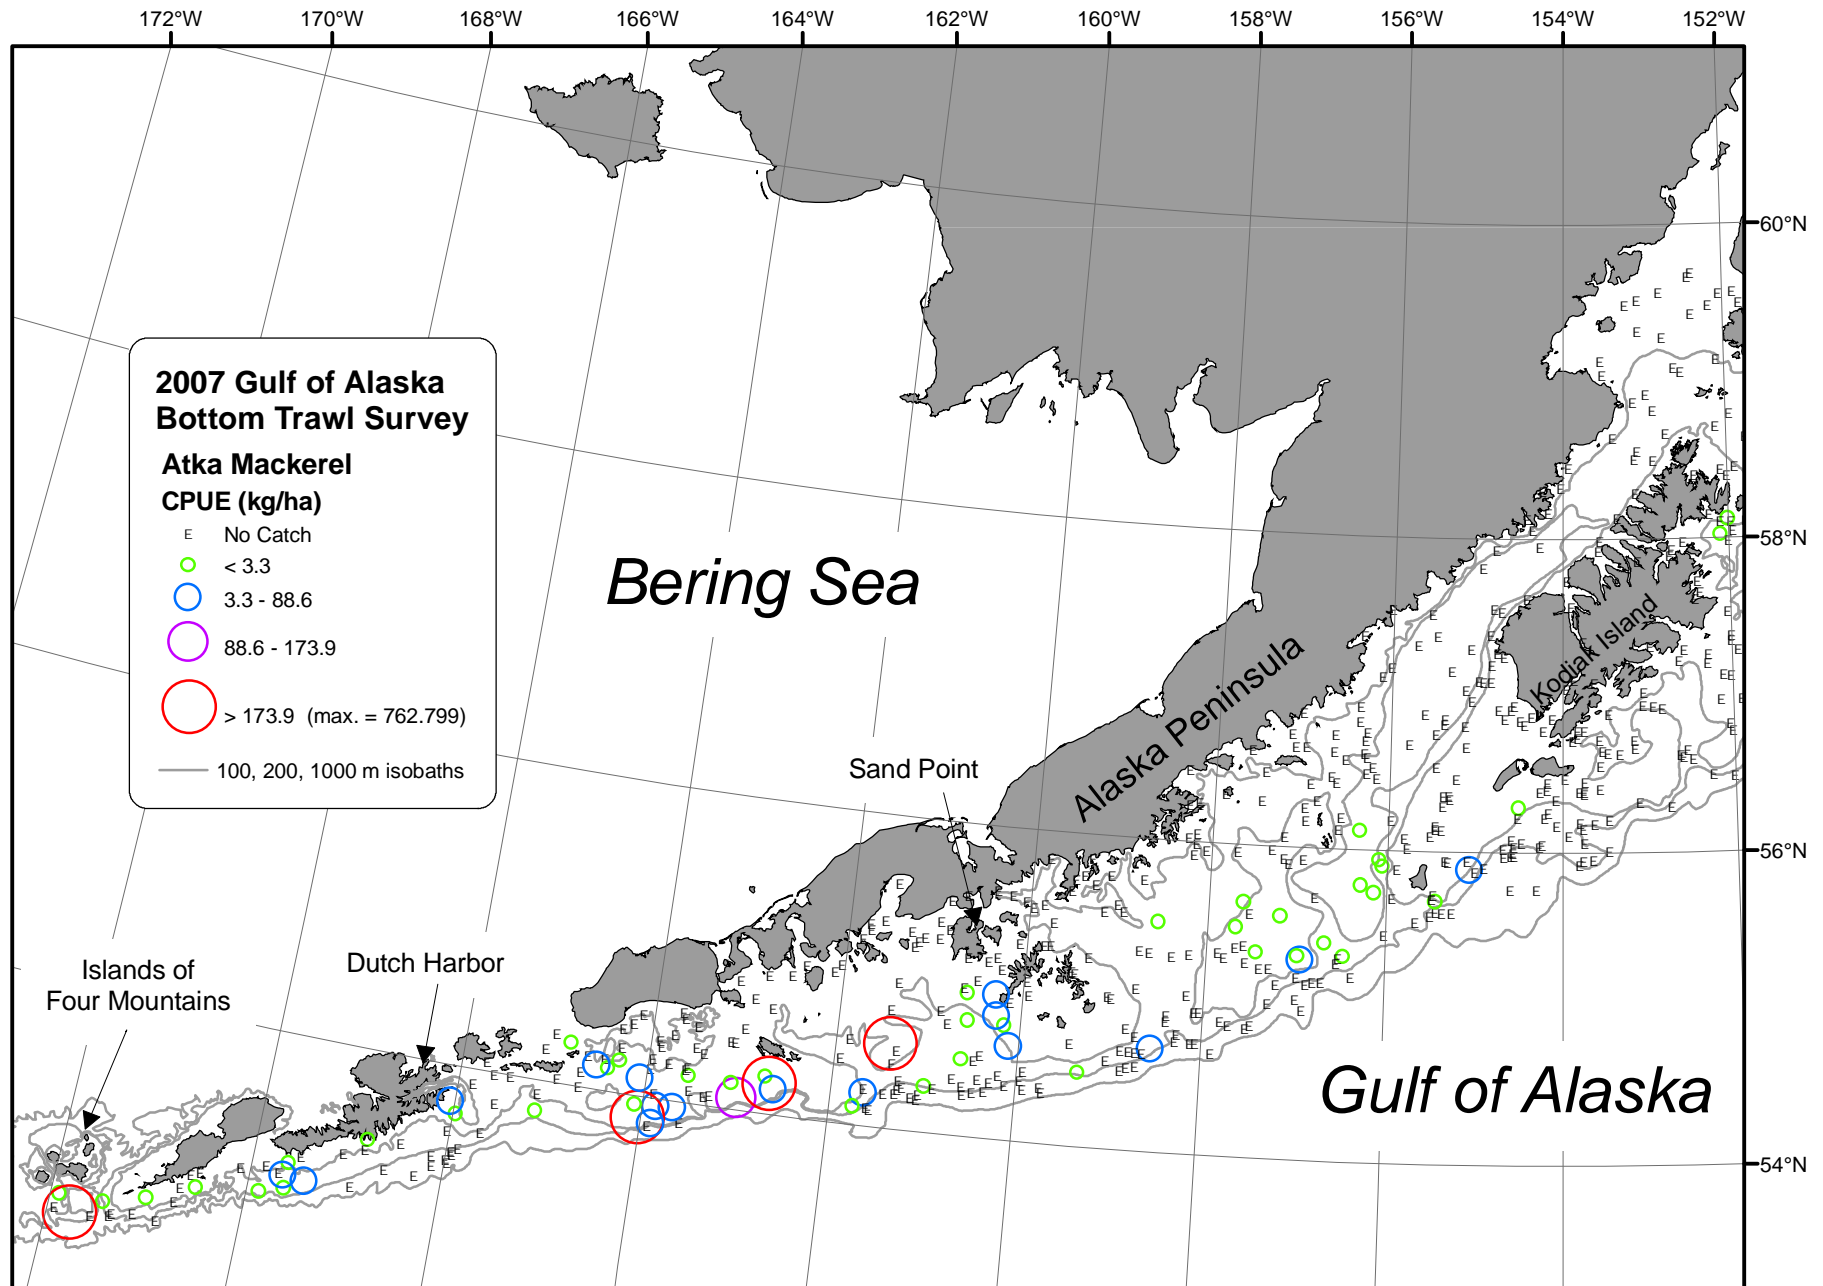 172°W 170°W 168°W 166°W 164°W 162°W 160°W 158°W 156°W 154°W 152°W
60°N
2007 Gulf of Alaska
Bottom Trawl Survey
Atka Mackerel
CPUE (kg/ha)
E No Catch
< 3.3
3.3 - 88.6
88.6 - 173.9
> 173.9 (max. = 762.799)
100, 200, 1000 m isobaths
58°N
Bering Sea
Kodiak Island
Alaska Peninsula
Sand Point
56°N
Dutch Harbor
Islands of
Four Mountains
Gulf of Alaska
54°N